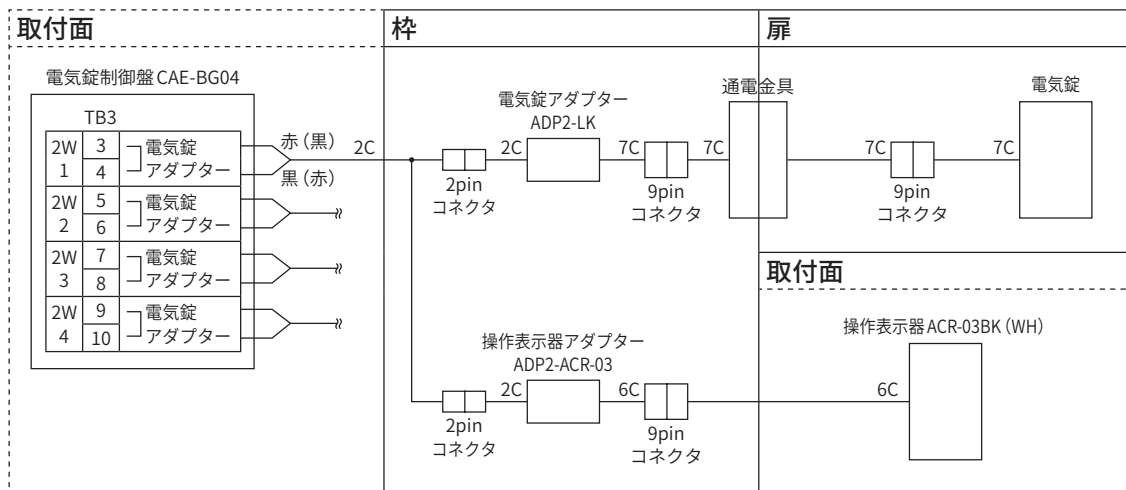 取付面
枠
扉
電気錠制御盤CAE-BG04
TB3
2W
1
3
4
電気錠
アダプター
赤（黒）
黒（赤）
2W
2
5
6
電気錠
アダプター
2W
3
7
8
電気錠
アダプター
2W
4
9
10
電気錠
アダプター
2C
2pin
コネクタ
2C
電気錠アダプター
ADP2-LK
7C
9pin
コネクタ
7C
通電金具
7C
9pin
コネクタ
7C
電気錠
2pin
コネクタ
2C
操作表示器アダプター
ADP2-ACR-03
6C
9pin
コネクタ
取付面
操作表示器ACR-03BK（WH）
6C